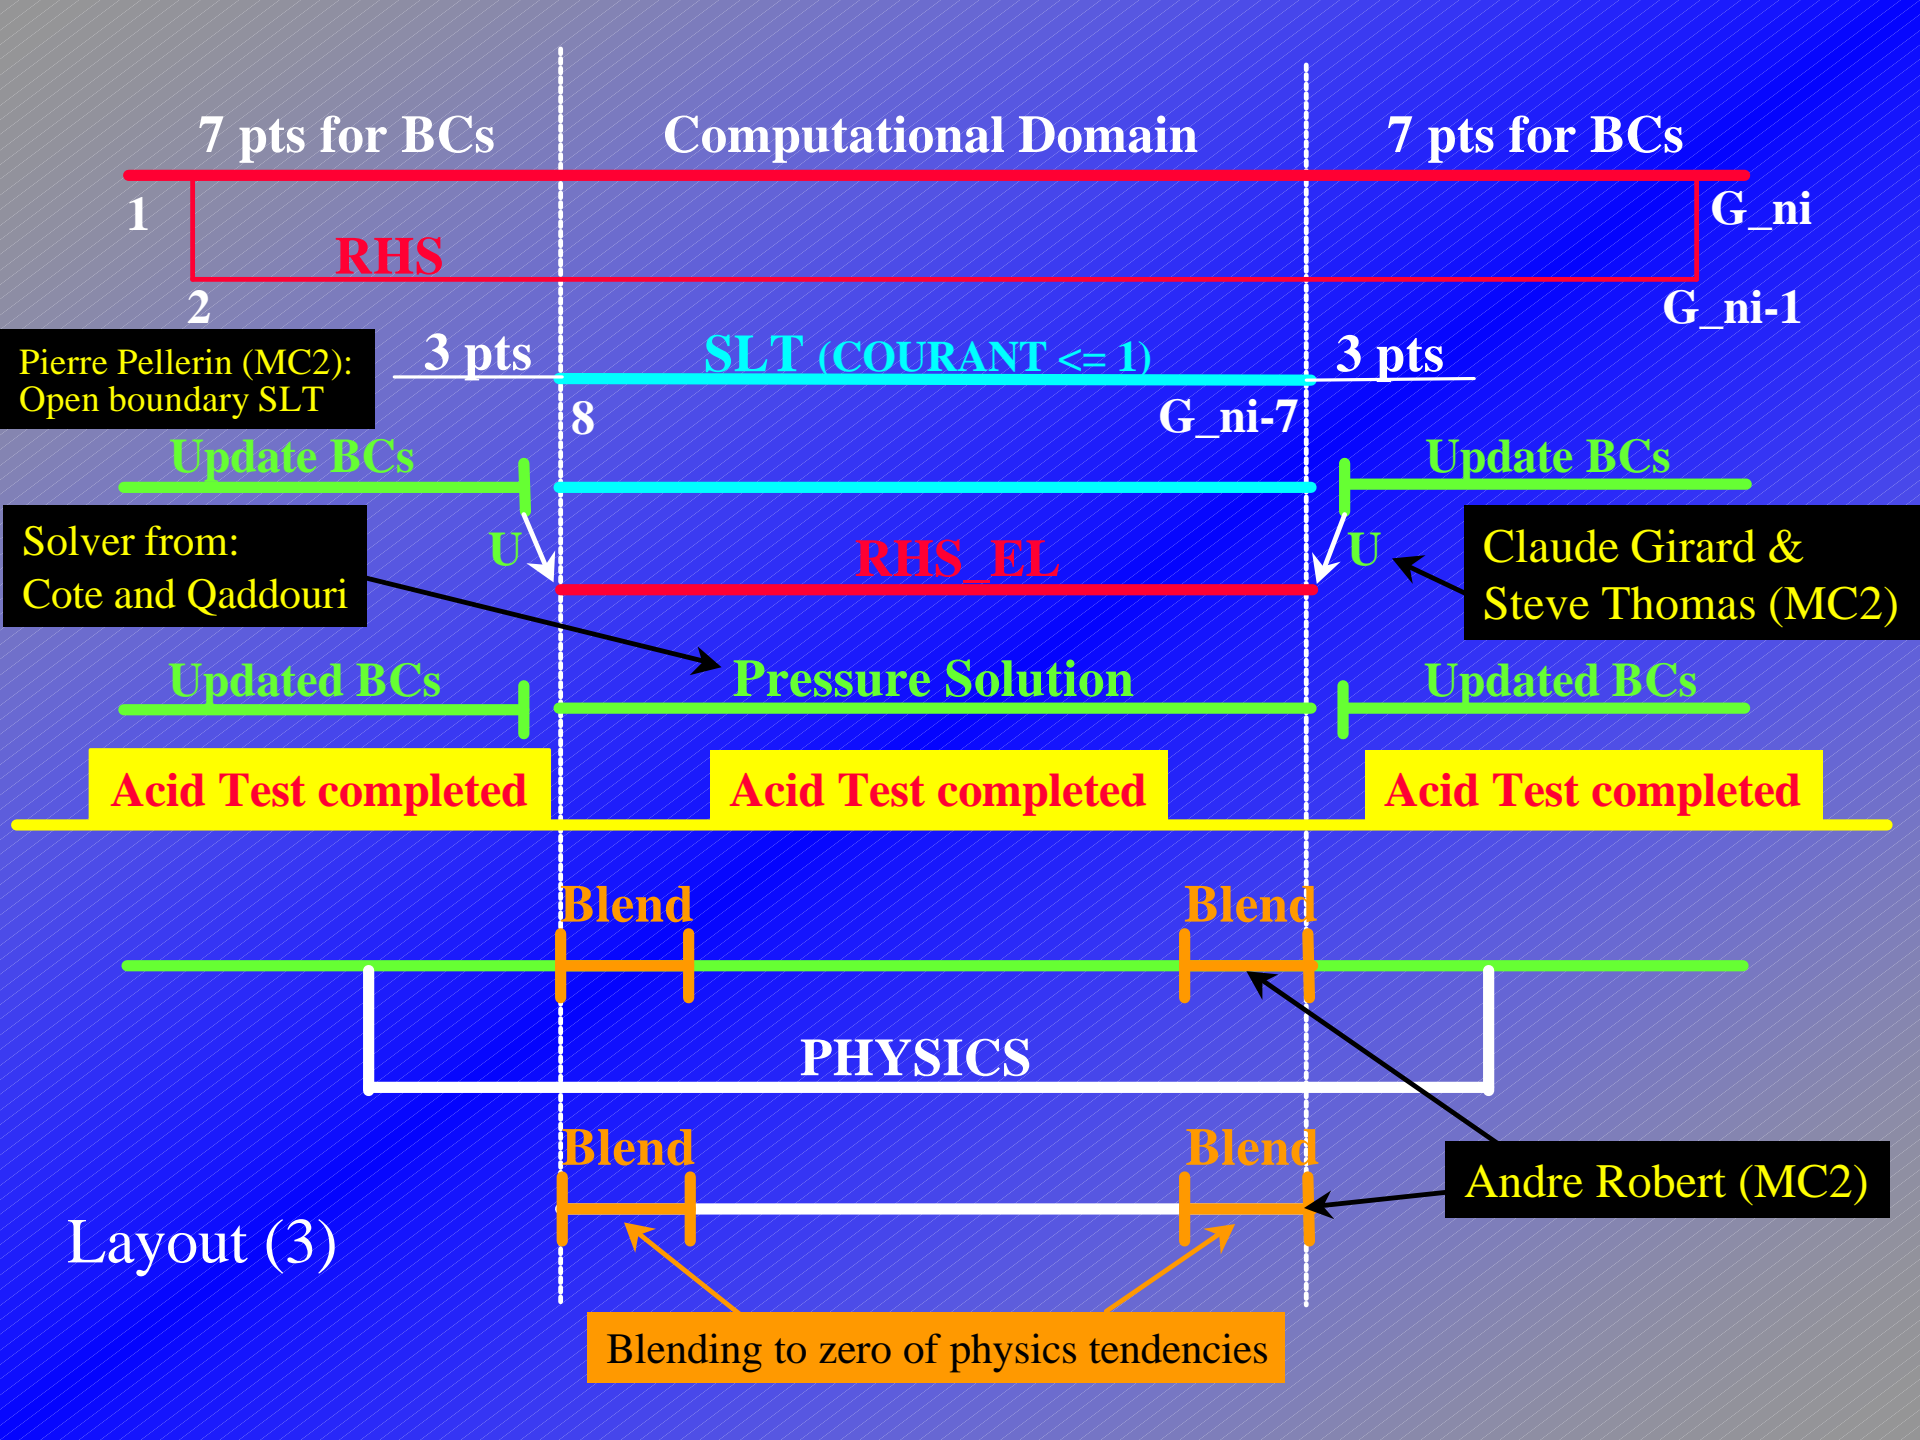 7 pts for BCs
Computational Domain
7 pts for BCs
1
G_ni
RHS
2
G_ni-1
Pierre Pellerin (MC2):
Open boundary SLT
3 pts
SLT (COURANT <= 1)
3 pts
8
G_ni-7
Update BCs
Update BCs
Solver from:
Cote and Qaddouri
U
RHS_EL
U
Claude Girard &
Steve Thomas (MC2)
Updated BCs
Pressure Solution
Updated BCs
Acid Test completed
Acid Test completed
Acid Test completed
Blend
Blend
PHYSICS
Blend
Blend
Andre Robert (MC2)
Layout (3)
Blending to zero of physics tendencies